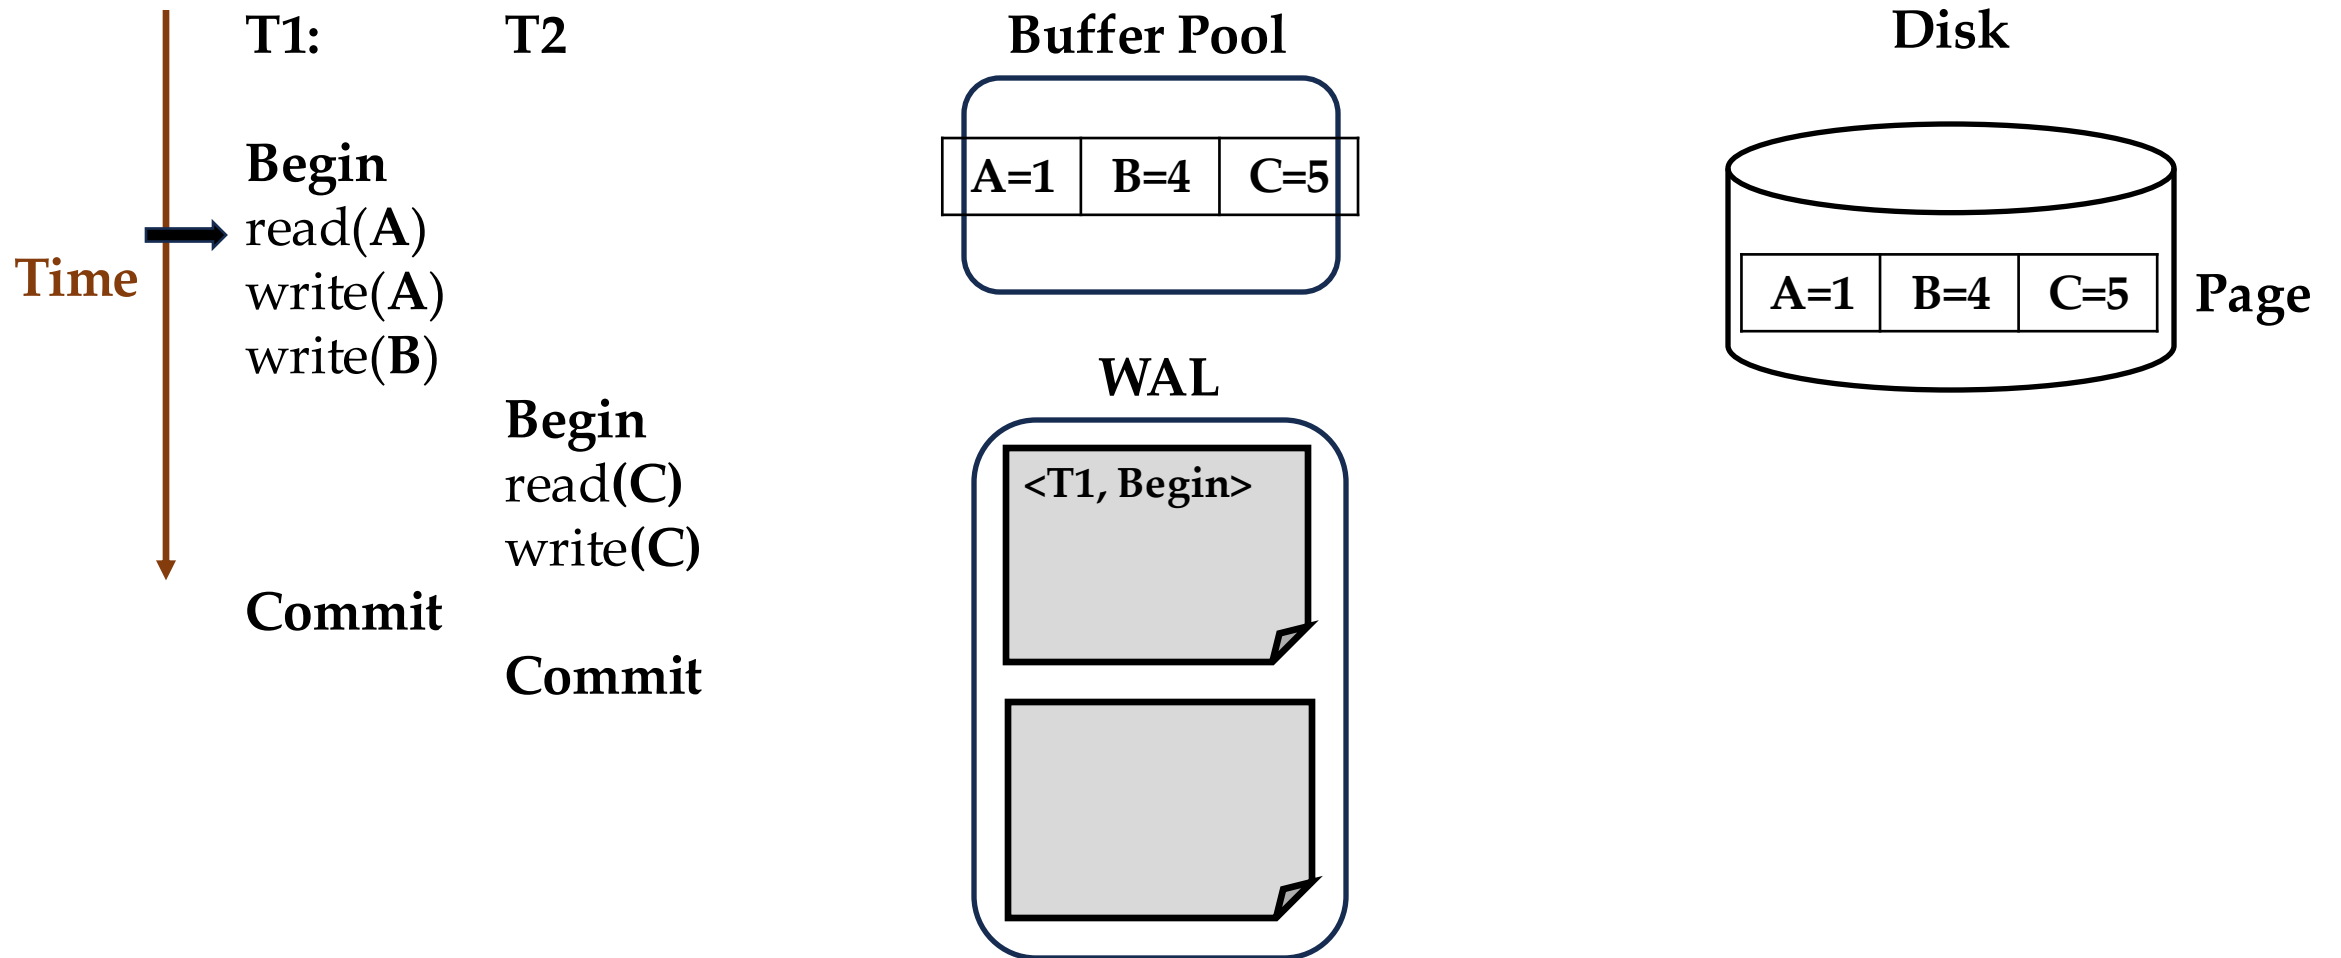 T1:
T2
Begin
read(A)
write(A)
write(B)
Begin
read(C)
write(C)
Commit
Commit
Time
Buffer Pool
A=1 B=4 C=5
WAL
<T1, Begin>
Disk
A=1 B=4 C=5
Page